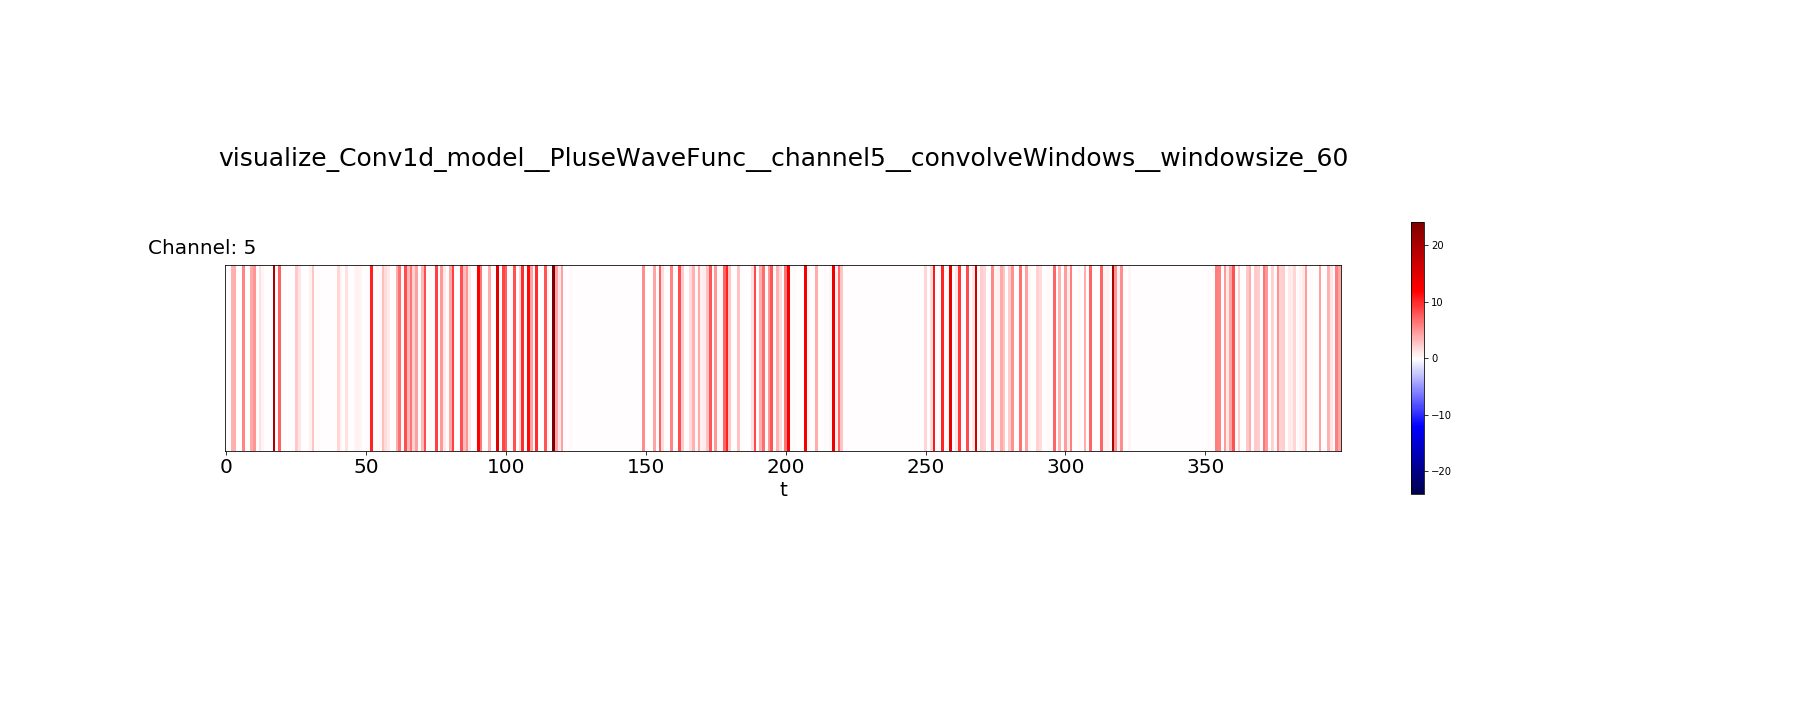 visualize_Conv1d_model__PluseWaveFunc__channel5__convolveWindows__windowsize_60
Channel: 5
20
10
0
−10
−20
0 50 100 150 200 250 300 350
t